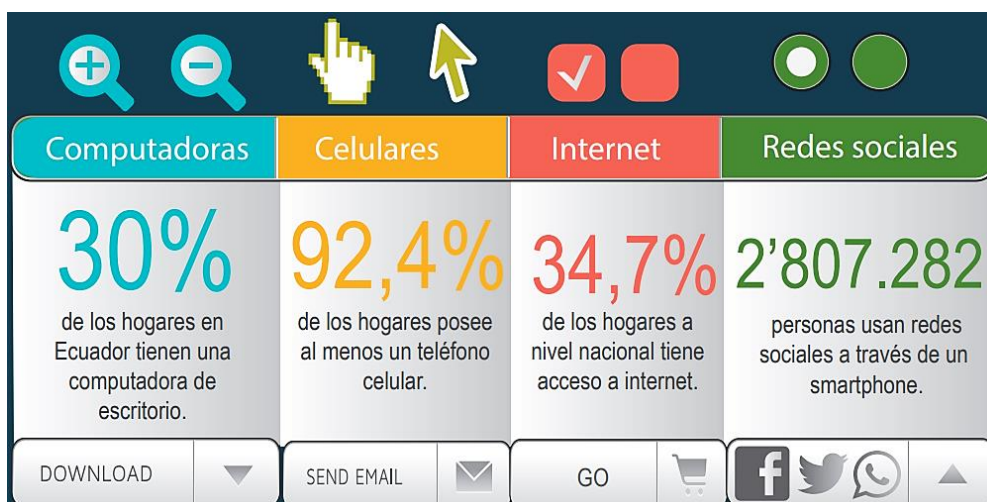 Computadoras
30%
de los hogares en
Ecuador tienen una
computadora de
escritorio.
DOWNLOAD
Celulares
92,4%
de los hogares posee
al menos un teléfono
celular.
SEND EMAIL
Internet
34,7%
de los hogares a
nivel nacional tiene
acceso a internet.
GO
Redes sociales
2’807.282
personas usan redes
sociales a través de un
smartphone.